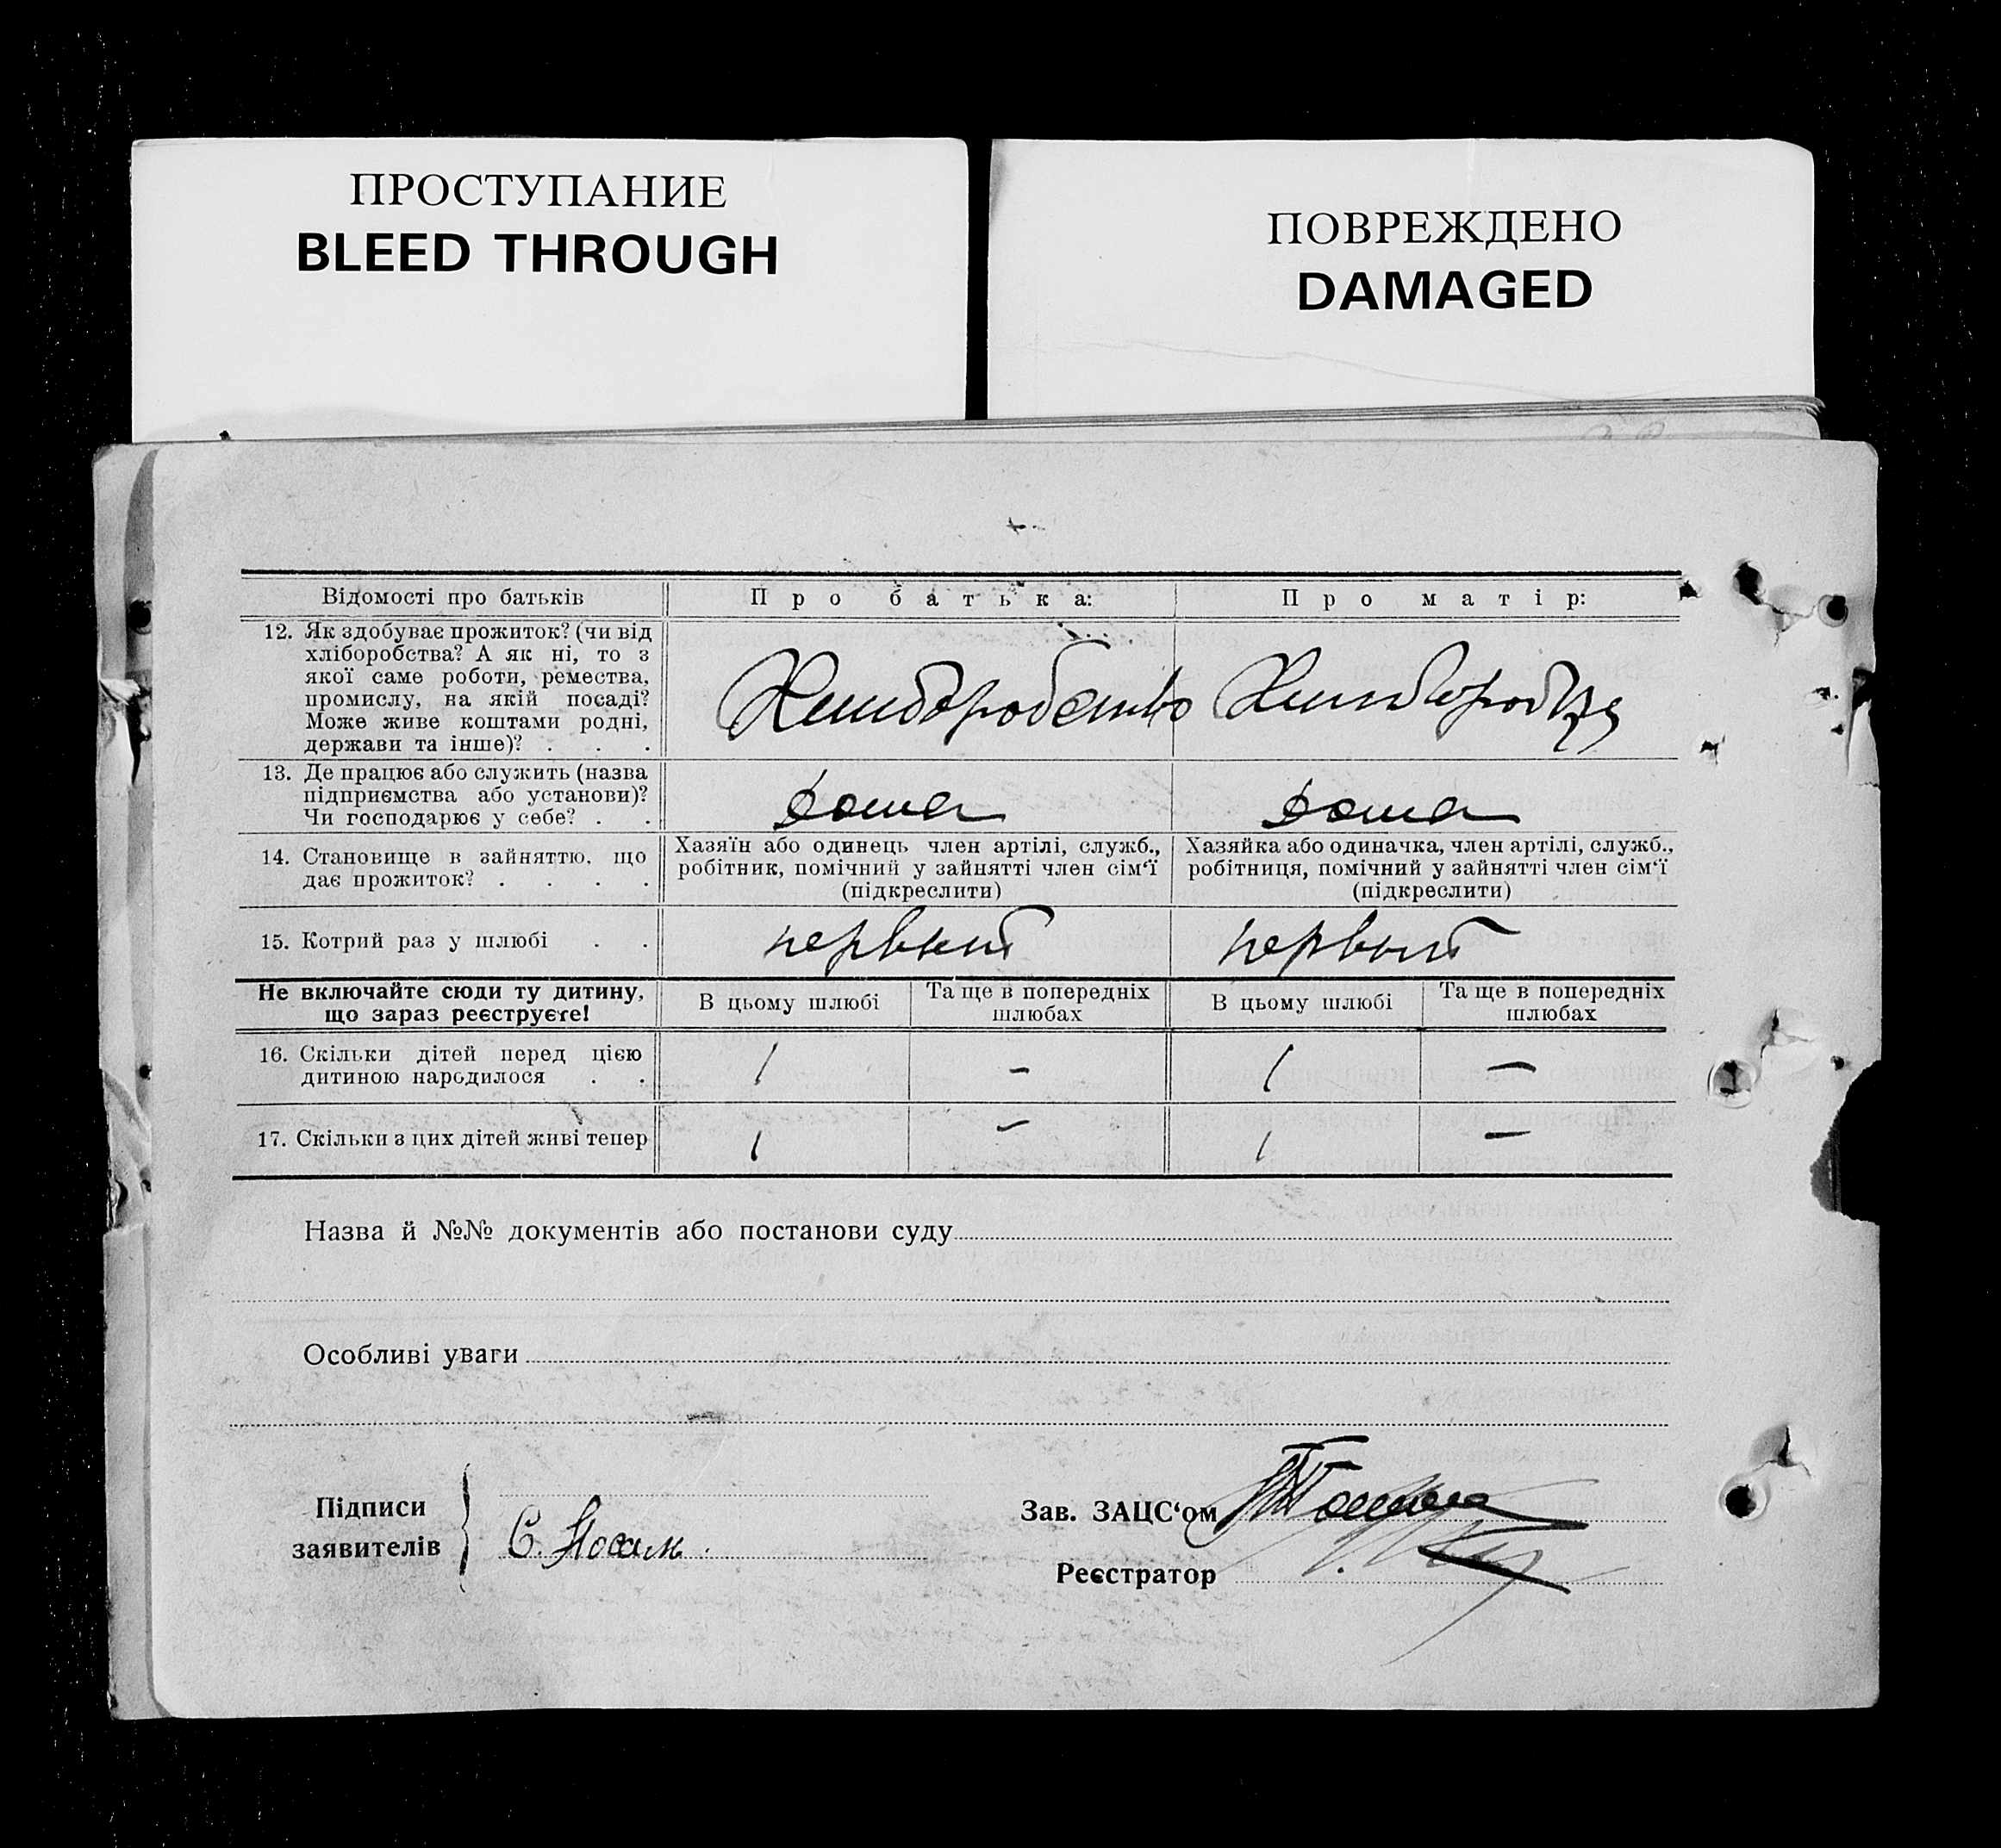 ПРОСТУПАНИЕ
BLEED THROUGH
ПОВРЕЖДЕНО
DAMAGED
Відомості про батьків
Про батька:
Про матір:
12. Як здобуває прожиток? (чи від
хліборобства? А як ні, то з
якої саме роботи, ремества,
промислу, на якій посаді?
Може живе коштами родні,
держави та інше)? . . .
13. Де працює або служить (назва
підприємства або установи)?
Чи господарює у себе? . .
дома
дома
14. Становище в зайняттю, що
дає прожиток? . . . .
Хазяїн або одинець член артілі, служб.,
робітник, помічний у зайнятті член сім‘ї
(підкреслити)
Хазяйка або одиначка, член артілі, служб.,
робітниця, помічний у зайнятті член сім‘ї
(підкреслити)
15. Котрий раз у шлюбі . .
первый
первый
Не включайте сюди ту дитину,
що зараз реєструєте!
В цьому шлюбі
Та ще в попередніх
шлюбах
В цьому шлюбі
Та ще в попередніх
шлюбах
16. Скільки дітей перед цією
дитиною народилося . .
1 – 1 –
17. Скільки з цих дітей живі тепер
1 – 1 –
Назва й №№ документів або постанови суду
Особливі уваги
Підписи
заявителів
С.
Зав. ЗАЦС‘ом
Реєстратор